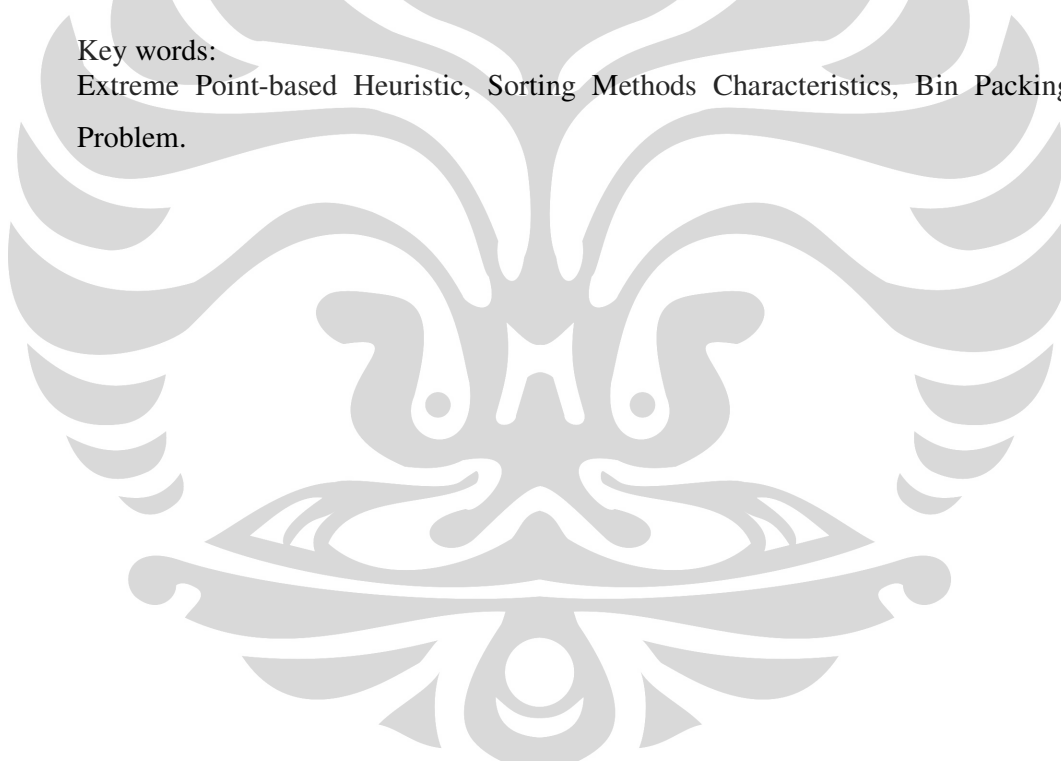 Key words:
Extreme Point-based Heuristic, Sorting Methods Characteristics, Bin Packing
Problem.